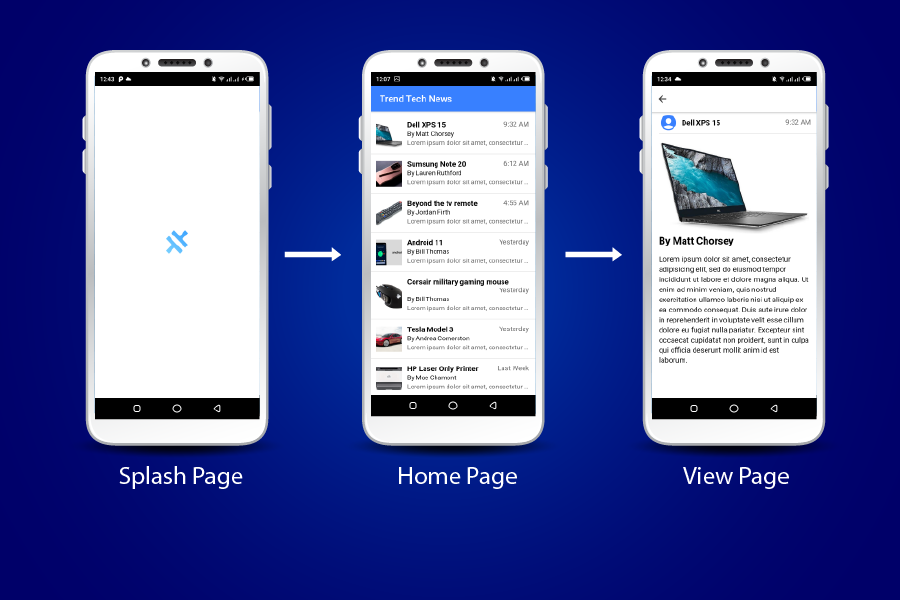 12:43
12:07
Trend Tech News
Dell XPS 15 9:32 AM
By Matt Chorsey
Lorem ipsum dolor sit amet, consectetur ...
Sumsung Note 20 6:12 AM
By Lauren Ruthford
Lorem ipsum dolor sit amet, consectetur ...
Beyond the tv remote 4:55 AM
By Jordan Firth
Lorem ipsum dolor sit amet, consectetur ...
Android 11 Yesterday
By Bill Thomas
Lorem ipsum dolor sit amet, consectetur ...
Corsair military gaming mouse
Yesterday
By Bill Thomas
Lorem ipsum dolor sit amet, consectetur ...
Tesla Model 3 Yesterday
By Andrea Cornerston
Lorem ipsum dolor sit amet, consectetur ...
HP Laser Only Printer Last Week
By Moe Chamont
Lorem ipsum dolor sit amet, consectetur ...
12:34
Dell XPS 15 9:32 AM
By Matt Chorsey
Lorem ipsum dolor sit amet, consectetur
adipisicing elit, sed do eiusmod tempor
incididunt ut labore et dolore magna aliqua. Ut
enim ad minim veniam, quis nostrud
exercitation ullamco laboris nisi ut aliquip ex
ea commodo consequat. Duis aute irure dolor
in reprehenderit in voluptate velit esse cillum
dolore eu fugiat nulla pariatur. Excepteur sint
occaecat cupidatat non proident, sunt in culpa
qui officia deserunt mollit anim id est
laborum.
Splash Page
Home Page
View Page